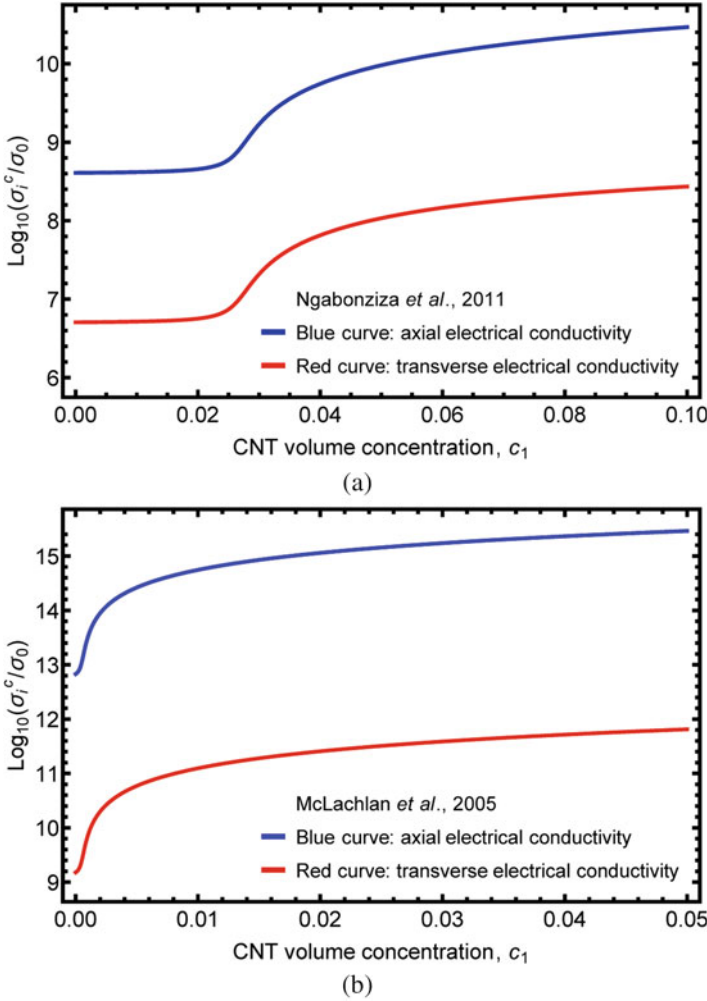 10
9
8
7
6
Log₁₀(σᵢᶜ/σ₀)
Ngabonziza et al., 2011
Blue curve: axial electrical conductivity
Red curve: transverse electrical conductivity
0.00 0.02 0.04 0.06 0.08 0.10
CNT volume concentration, c₁
(a)
15
14
13
12
11
10
9
Log₁₀(σᵢᶜ/σ₀)
McLachlan et al., 2005
Blue curve: axial electrical conductivity
Red curve: transverse electrical conductivity
0.00 0.01 0.02 0.03 0.04 0.05
CNT volume concentration, c₁
(b)